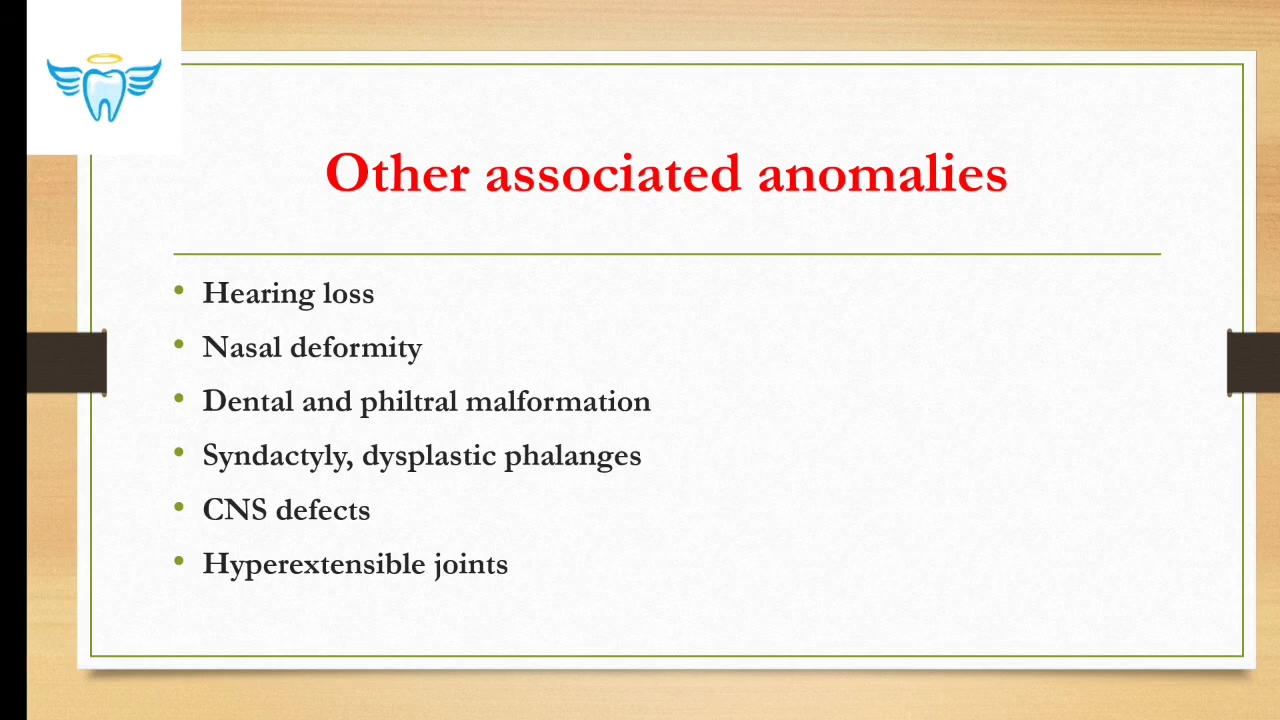 Other associated anomalies
• Hearing loss
• Nasal deformity
• Dental and philtral malformation
• Syndactyly, dysplastic phalanges
• CNS defects
• Hyperextensible joints